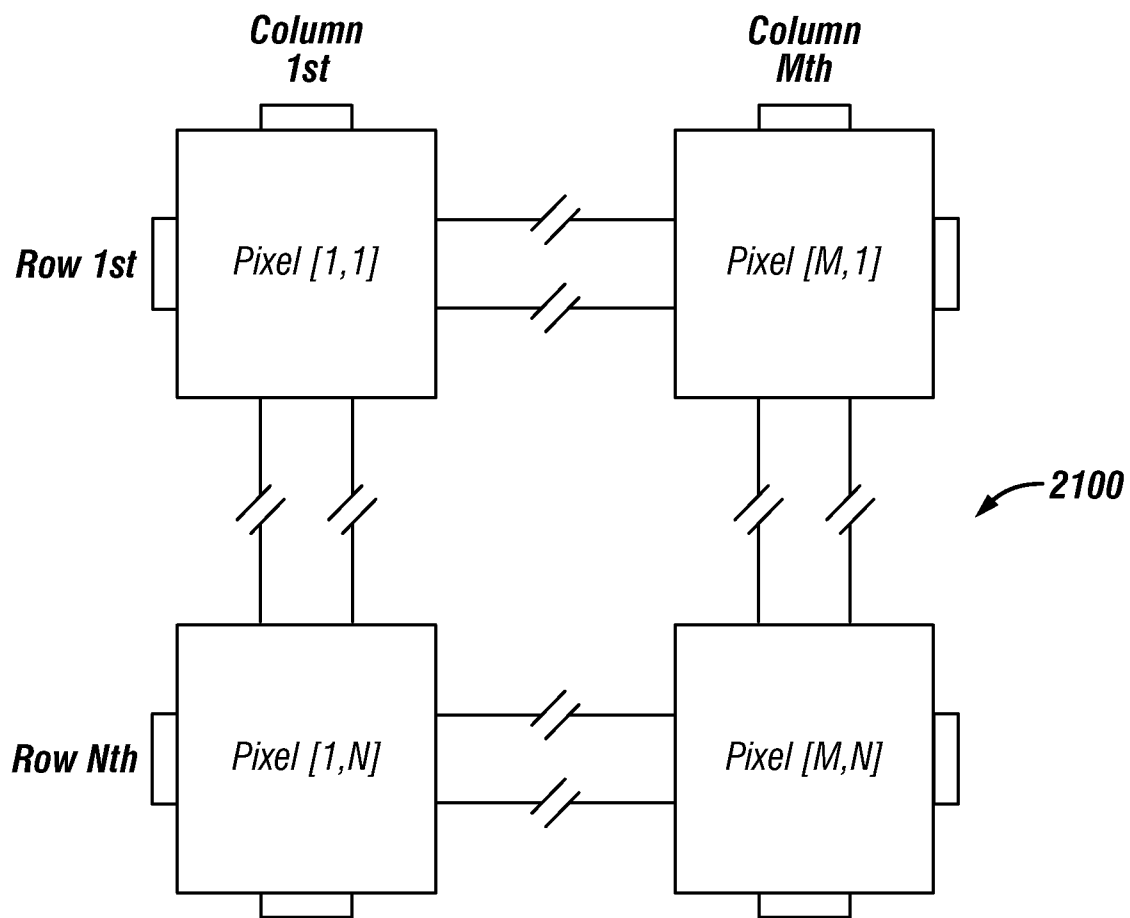 Column
1st
Column
Mth
Row 1st
Pixel [1,1]
Pixel [M,1]
2100
Row Nth
Pixel [1,N]
Pixel [M,N]